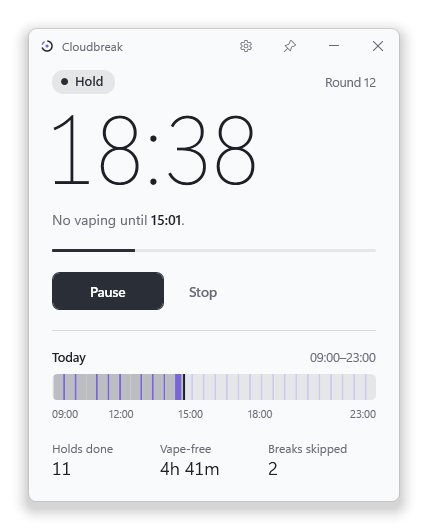 Cloudbreak
Hold
Round 12
18:38
No vaping until 15:01.
Pause
Stop
Today
09:00–23:00
09:00 12:00 15:00 18:00 23:00
Holds done Vape-free Breaks skipped
11 4h 41m 2